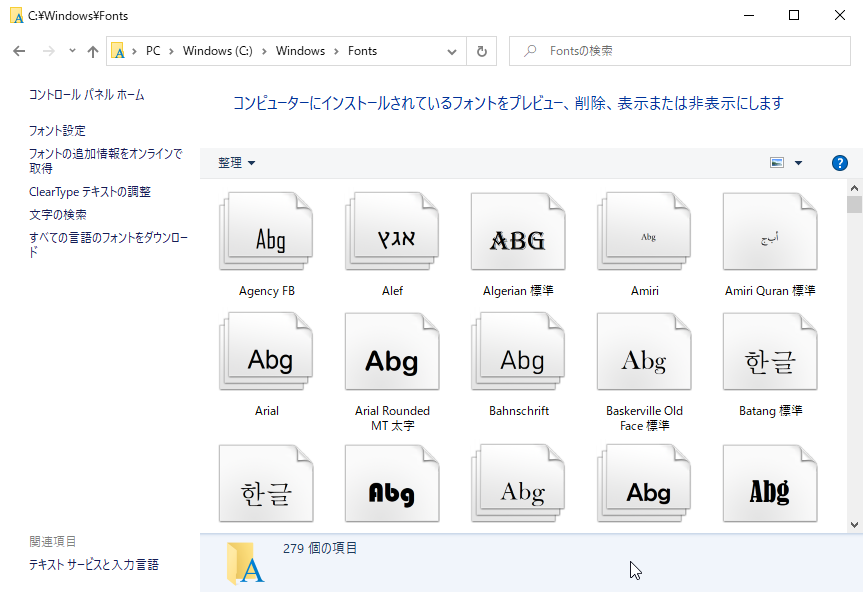 C:¥Windows¥Fonts
PC > Windows (C:) > Windows > Fonts
Fontsの検索
コントロール パネル ホーム
フォント設定
フォントの追加情報をオンラインで
取得
ClearType テキストの調整
文字の検索
すべての言語のフォントをダウンロー
ド
関連項目
テキスト サービスと入力言語
コンピューターにインストールされているフォントをプレビュー、削除、表示または非表示にします
整理
?
Abg
אגץ
ABG
Abg
أب‌ج
Agency FB
Alef
Algerian 標準
Amiri
Amiri Quran 標準
Abg
Abg
Abg
Abg
한글
Arial
Arial Rounded
MT 太字
Bahnschrift
Baskerville Old
Face 標準
Batang 標準
한글
Abg
Abg
Abg
Abg
A
279 個の項目